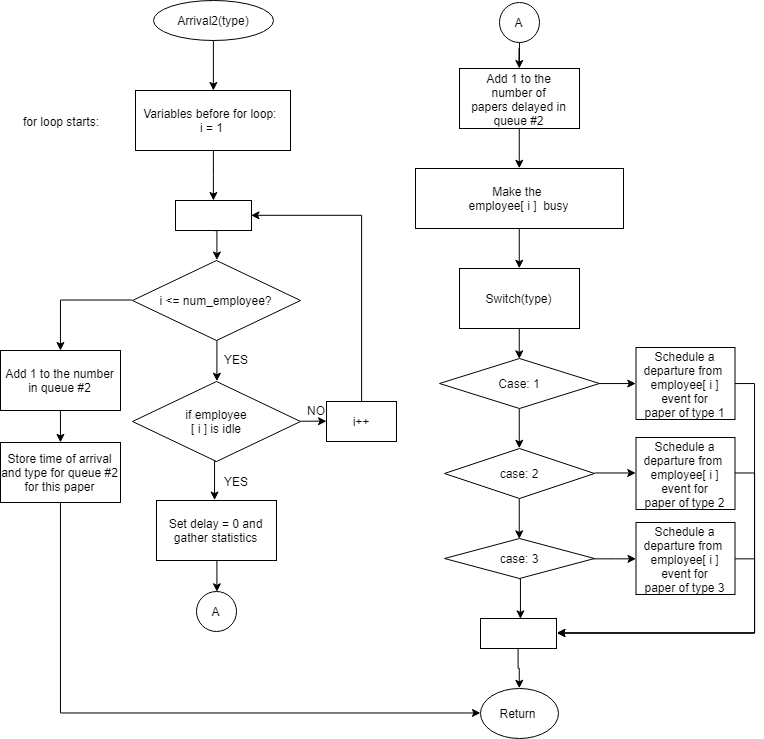 Arrival2(type)
for loop starts:
Variables before for loop:
i = 1
i <= num_employee?
YES
Add 1 to the number
in queue #2
if employee
[ i ] is idle
NO
i++
Store time of arrival
and type for queue #2
for this paper
YES
Set delay = 0 and
gather statistics
A
A
Add 1 to the
number of
papers delayed in
queue #2
Make the
employee[ i ]  busy
Switch(type)
Case: 1
Schedule a
departure from
employee[ i ]
event for
paper of type 1
case: 2
Schedule a
departure from
employee[ i ]
event for
paper of type 2
case: 3
Schedule a
departure from
employee[ i ]
event for
paper of type 3
Return